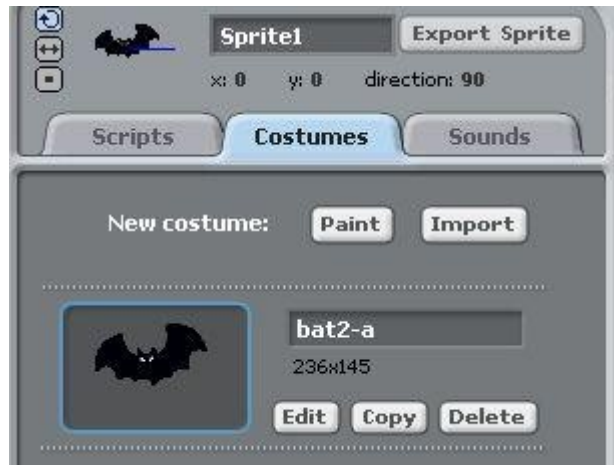 Sprite1 Export Sprite
x: 0 y: 0 direction: 90
Scripts Costumes Sounds
New costume: Paint Import
bat2-a
236x145
Edit Copy Delete